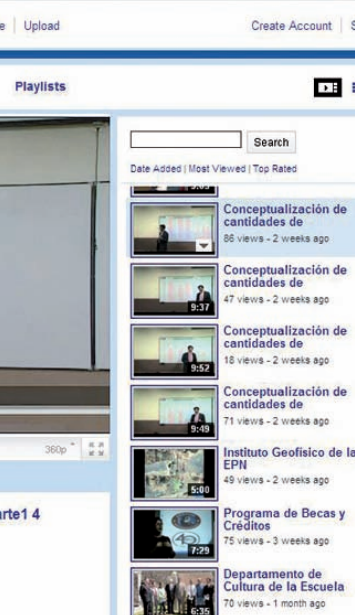 e | Upload
Create Account | S
Playlists
Search
Date Added | Most Viewed | Top Rated
Conceptualización de
cantidades de
86 views - 2 weeks ago
Conceptualización de
cantidades de
47 views - 2 weeks ago
9:37
Conceptualización de
cantidades de
18 views - 2 weeks ago
9:52
Conceptualización de
cantidades de
71 views - 2 weeks ago
9:49
360p
Instituto Geofísico de la
EPN
49 views - 2 weeks ago
5:00
arte1 4
Programa de Becas y
Créditos
75 views - 3 weeks ago
7:29
Departamento de
Cultura de la Escuela
70 views - 1 month ago
6:35